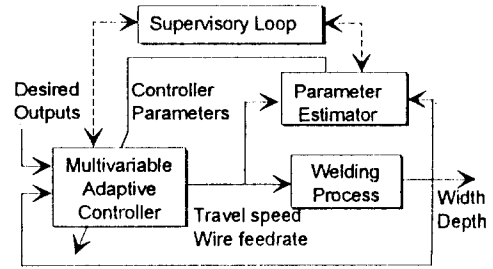 Supervisory Loop
Desired
Outputs
Controller
Parameters
Parameter
Estimator
Multivariable
Adaptive
Controller
Welding
Process
Travel speed
Wire feedrate
Width
Depth